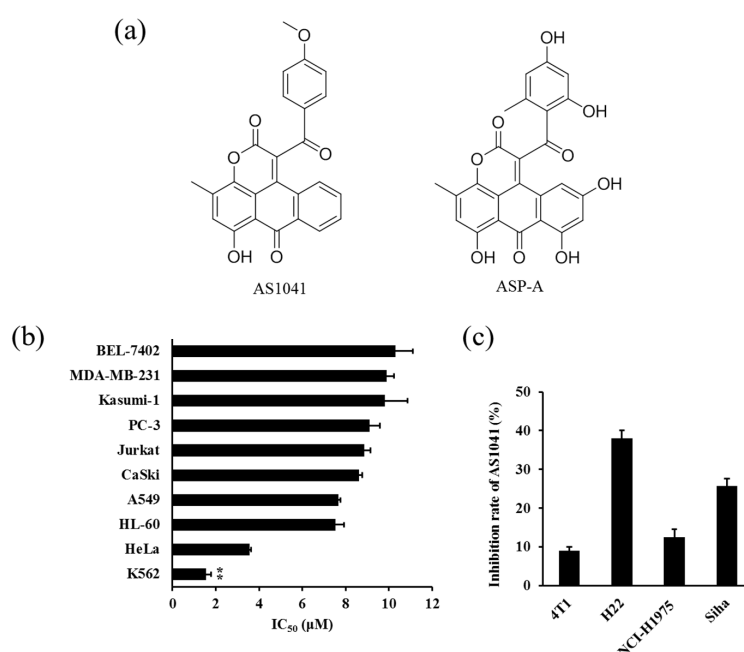 (a)
O
O
O
O
O
OH
O
AS1041
OH
OH
O
O
O
OH
OH
O
OH
ASP-A
(b)
BEL-7402
MDA-MB-231
Kasumi-1
PC-3
Jurkat
CaSki
A549
HL-60
HeLa
K562
**
0 2 4 6 8 10 12
IC50 (μM)
(c)
Inhibition rate of AS1041 (%)
50
40
30
20
10
0
4T1
H22
NCI-H1975
Siha